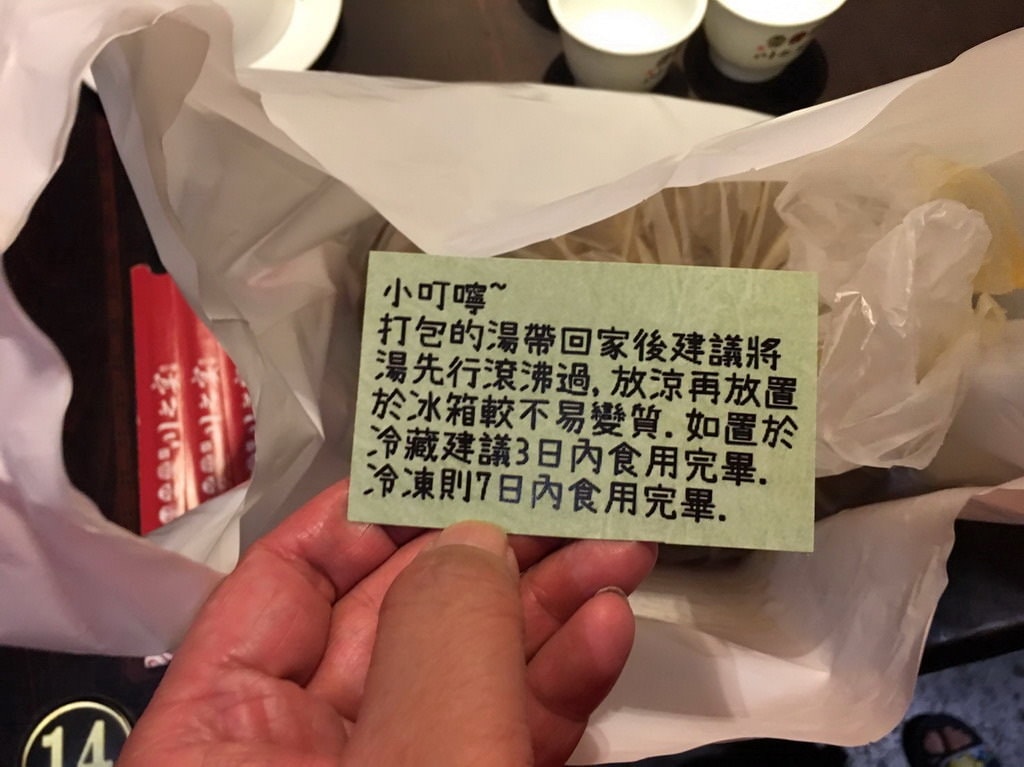 小叮嚀~
打包的湯帶回家後建議將
湯先行滾沸過,放涼再放置
於冰箱較不易變質.如置於
冷藏建議3日內食用完畢.
冷凍則7日內食用完畢.
14